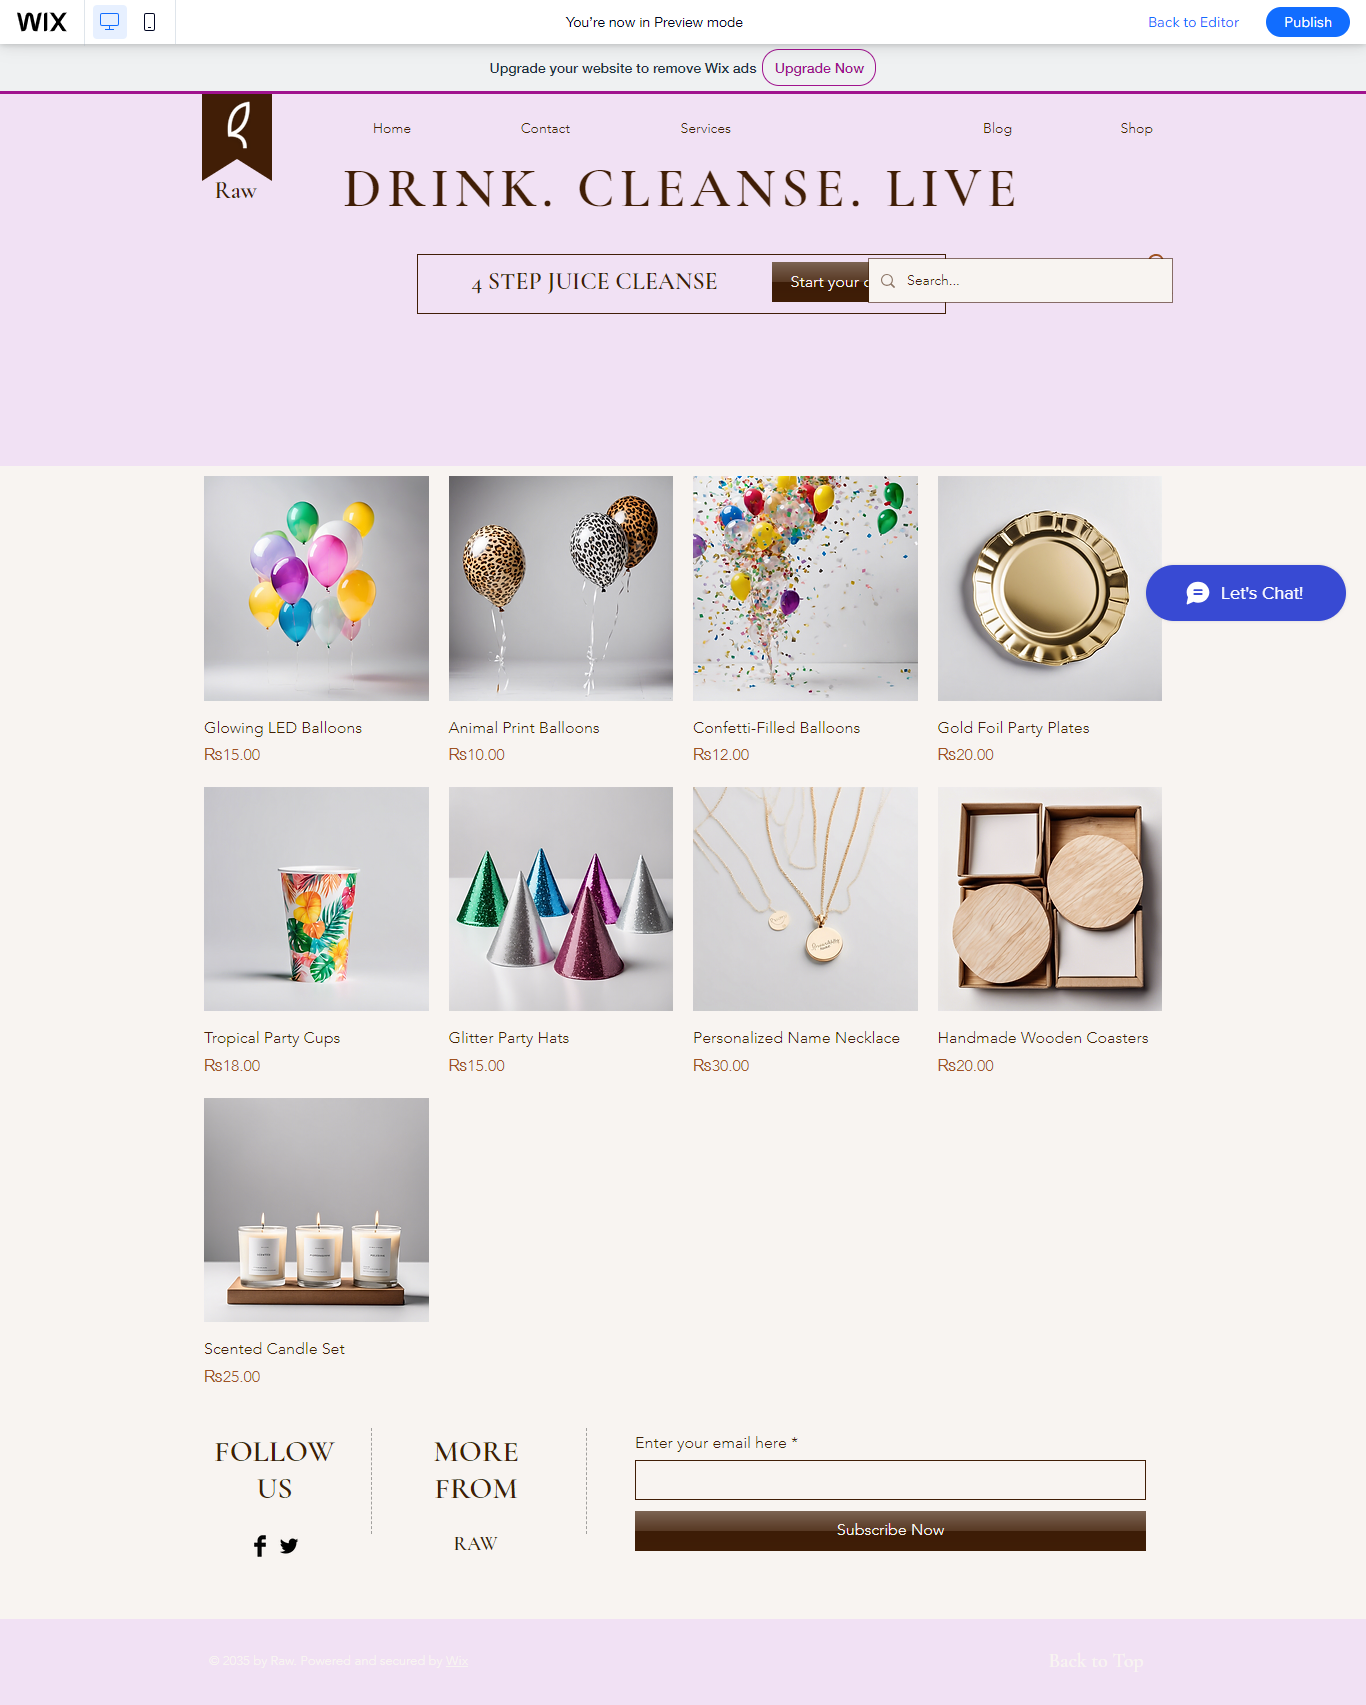 WIX
You're now in Preview mode
Back to Editor
Publish
Upgrade your website to remove Wix ads
Upgrade Now
Home
Contact
Services
Blog
Shop
Raw
DRINK. CLEANSE. LIVE
4 STEP JUICE CLEANSE
Start your
Search...
Let's Chat!
Glowing LED Balloons
Animal Print Balloons
Confetti-Filled Balloons
Gold Foil Party Plates
₨15.00
₨10.00
₨12.00
₨20.00
Tropical Party Cups
Glitter Party Hats
Personalized Name Necklace
Handmade Wooden Coasters
₨18.00
₨15.00
₨30.00
₨20.00
Scented Candle Set
₨25.00
FOLLOW
US
MORE
FROM
RAW
Enter your email here *
Subscribe Now
© 2035 by Raw. Powered and secured by Wix
Back to Top